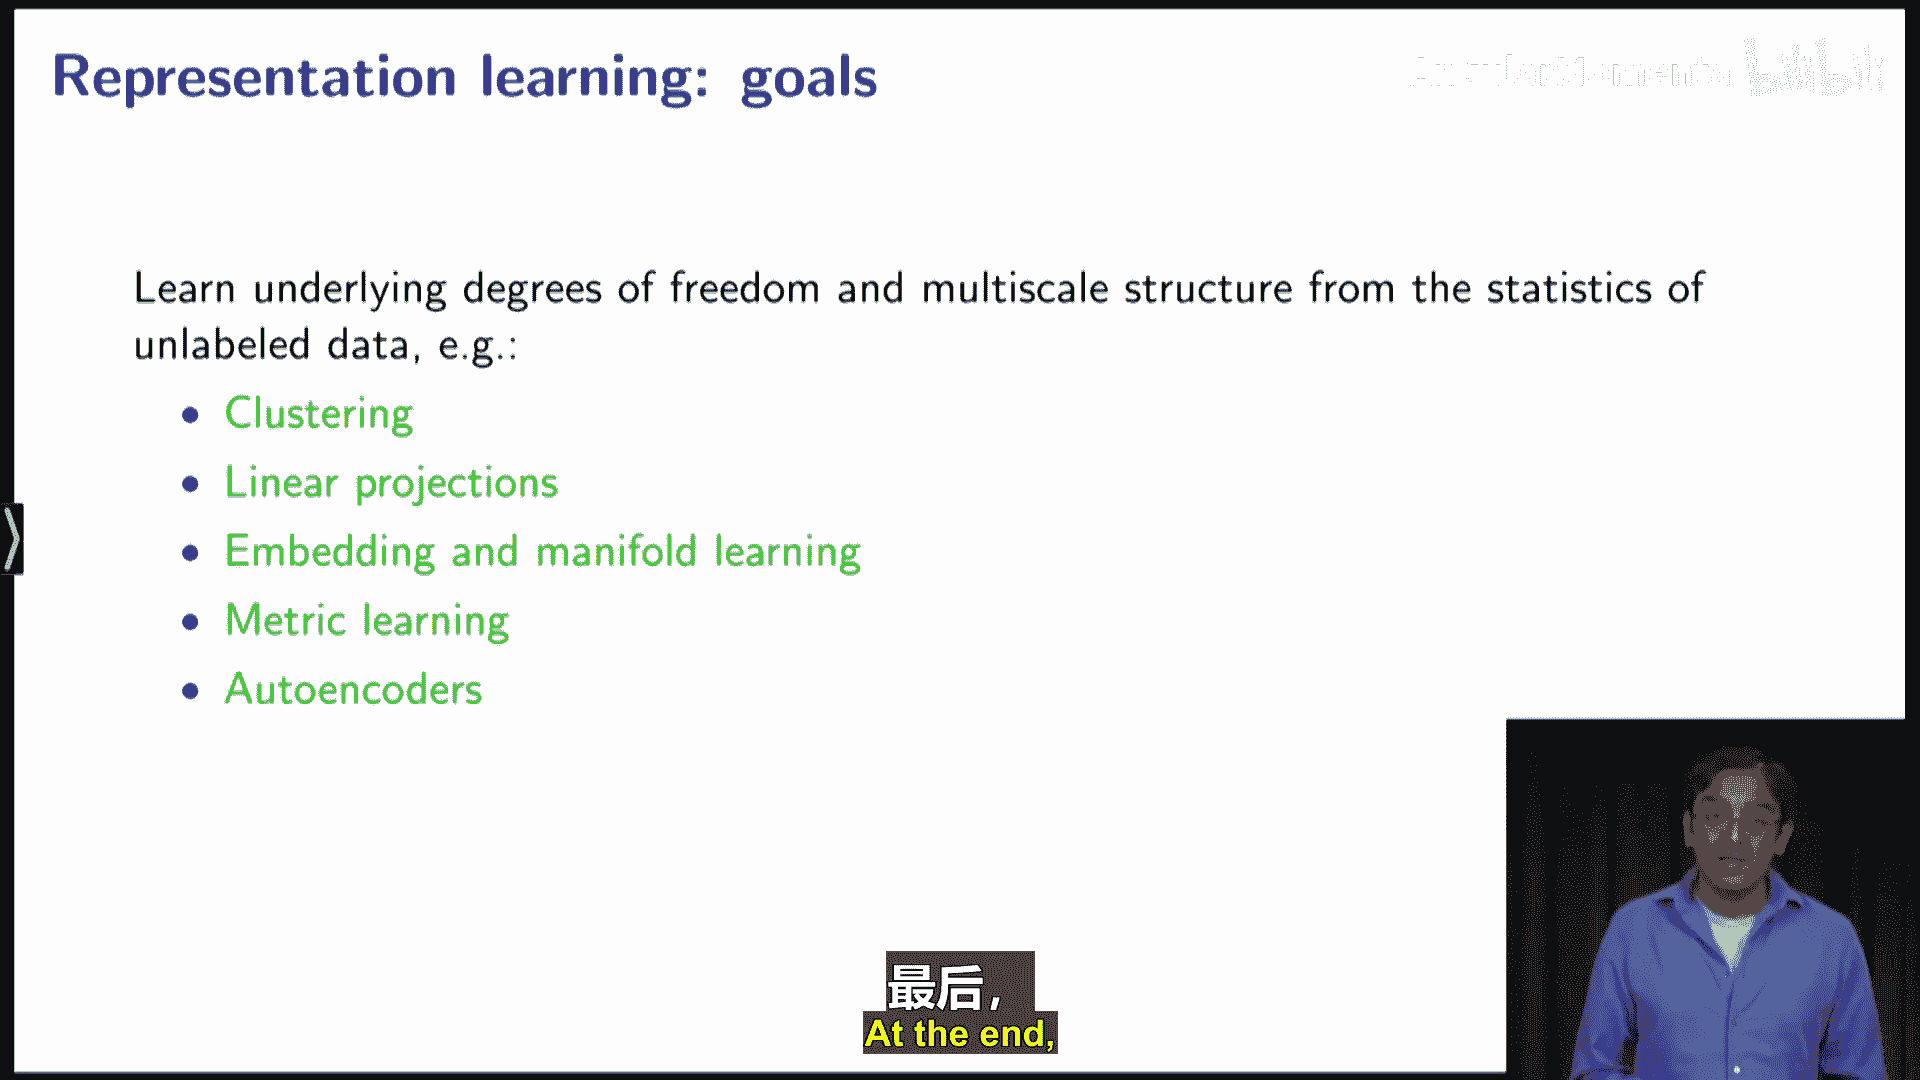 Representation learning: goals
Learn underlying degrees of freedom and multiscale structure from the statistics of
unlabeled data, e.g.:
• Clustering
• Linear projections
• Embedding and manifold learning
• Metric learning
• Autoencoders
最后，
At the end,